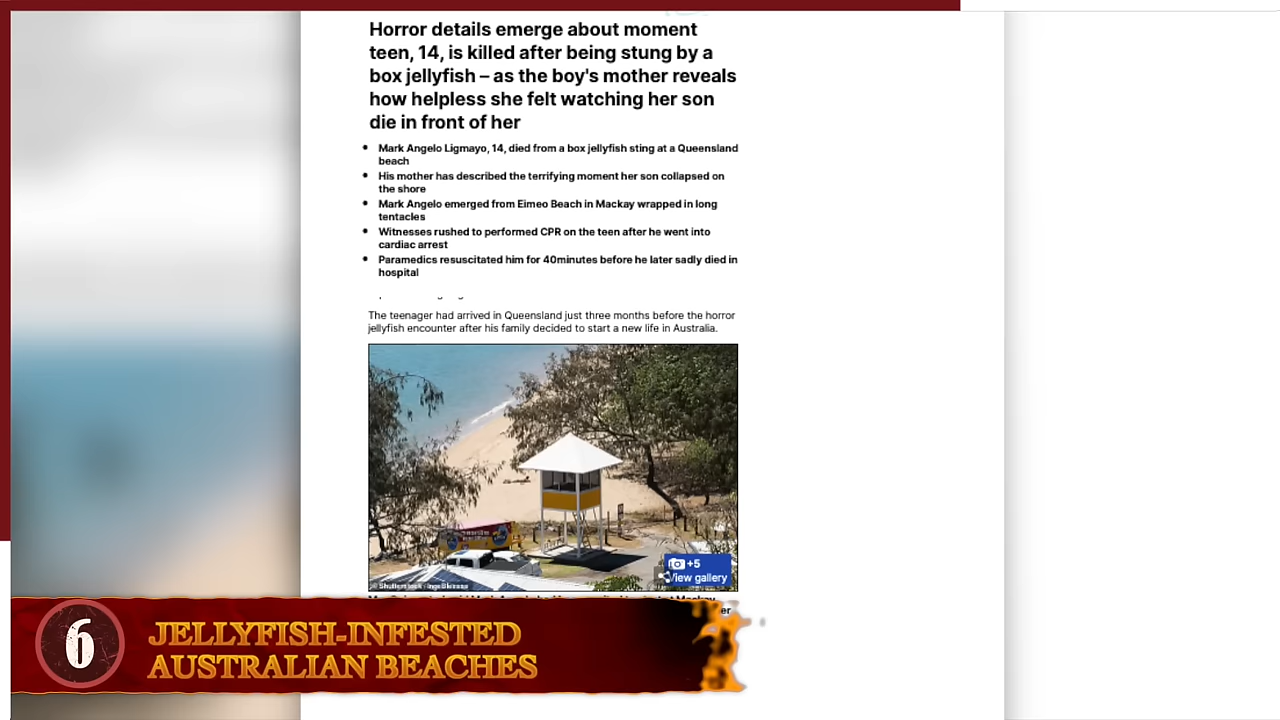 Horror details emerge about moment
teen, 14, is killed after being stung by a
box jellyfish – as the boy's mother reveals
how helpless she felt watching her son
die in front of her
Mark Angelo Ligmayo, 14, died from a box jellyfish sting at a Queensland
beach
His mother has described the terrifying moment her son collapsed on
the shore
Mark Angelo emerged from Eimeo Beach in Mackay wrapped in long
tentacles
Witnesses rushed to performed CPR on the teen after he went into
cardiac arrest
Paramedics resuscitated him for 40minutes before he later sadly died in
hospital
The teenager had arrived in Queensland just three months before the horror
jellyfish encounter after his family decided to start a new life in Australia.
+5
View gallery
© Shutterstock
6
JELLYFISH-INFESTED
AUSTRALIAN BEACHES